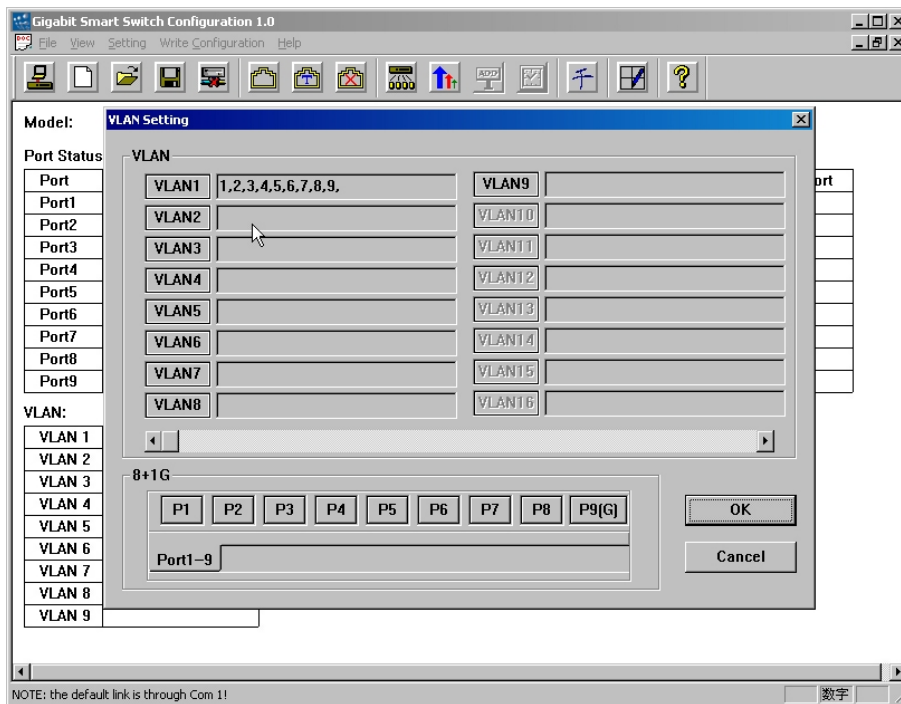 Gigabit Smart Switch Configuration 1.0
File View Setting Write Configuration Help
ADD
千
Model:
VLAN Setting
Port Status
VLAN
Port
ort
VLAN1 1,2,3,4,5,6,7,8,9, VLAN9
Port1
VLAN2 VLAN10
Port2
VLAN3 VLAN11
Port3
VLAN4 VLAN12
Port4
VLAN5 VLAN13
Port5
VLAN6 VLAN14
Port6
VLAN7 VLAN15
Port7
VLAN8 VLAN16
Port8
Port9
VLAN:
VLAN 1
VLAN 2
VLAN 3
VLAN 4
VLAN 5
VLAN 6
VLAN 7
VLAN 8
VLAN 9
8+1G
P1 P2 P3 P4 P5 P6 P7 P8 P9(G)
OK
Port1-9
Cancel
NOTE: the default link is through Com 1!
数字